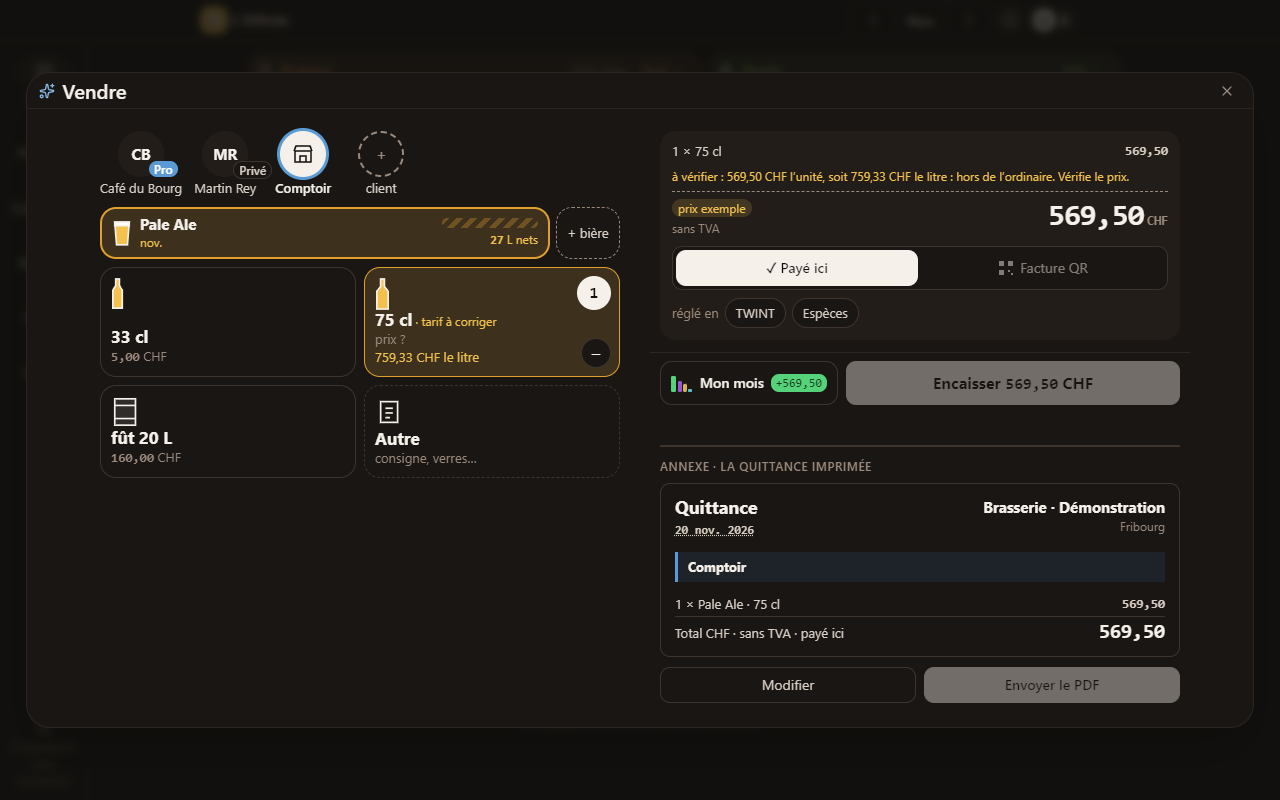 Vendre
CB
Pro
Café du Bourg
MR
Privé
Martin Rey
Comptoir
+
client
Pale Ale
nov.
27 L nets
+ bière
33 cl
5,00 CHF
1
75 cl · tarif à corriger
prix ?
759,33 CHF le litre
fût 20 L
160,00 CHF
Autre
consigne, verres…
1 × 75 cl 569,50
à vérifier : 569,50 CHF l'unité, soit 759,33 CHF le litre : hors de l'ordinaire. Vérifie le prix.
prix exemple
sans TVA
569,50 CHF
✓ Payé ici
Facture QR
réglé en TWINT Espèces
Mon mois +569,50
Encaisser 569,50 CHF
ANNEXE · LA QUITTANCE IMPRIMÉE
Quittance
20 nov. 2026
Brasserie · Démonstration
Fribourg
Comptoir
1 × Pale Ale · 75 cl 569,50
Total CHF · sans TVA · payé ici 569,50
Modifier
Envoyer le PDF